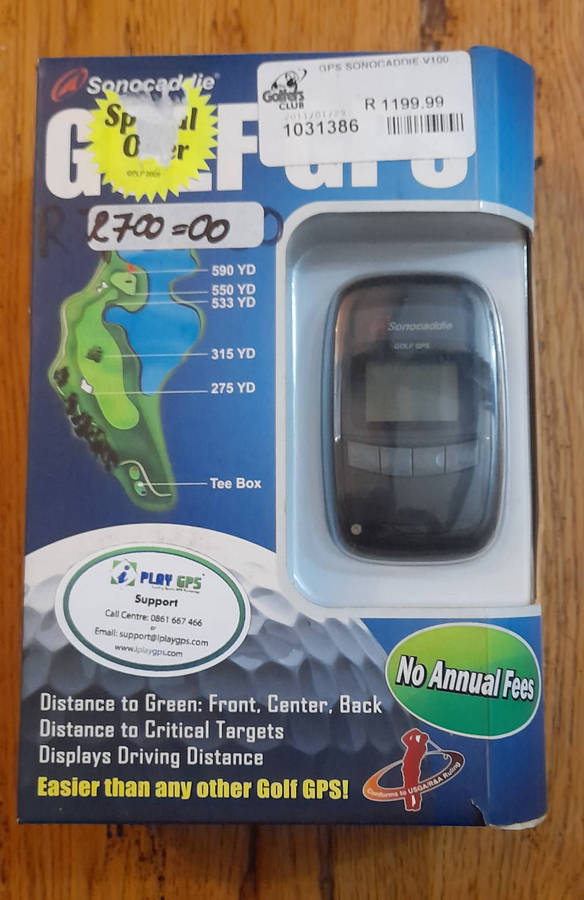 Sonocaddie
GOLF GPS
GPS SONOCADDIE V100
Golfers
CLUB
R 1199.99
1031386
Special
Offer
R700=00
590 YD
550 YD
533 YD
315 YD
275 YD
Tee Box
Sonocaddie
GOLF GPS
i PLAY GPS
Support
Call Centre: 0861 667 466
or
Email: support@iplaygps.com
www.iplaygps.com
No Annual Fees
Distance to Green: Front, Center, Back
Distance to Critical Targets
Displays Driving Distance
Easier than any other Golf GPS!
Conforms to USGA/R&A Ruling